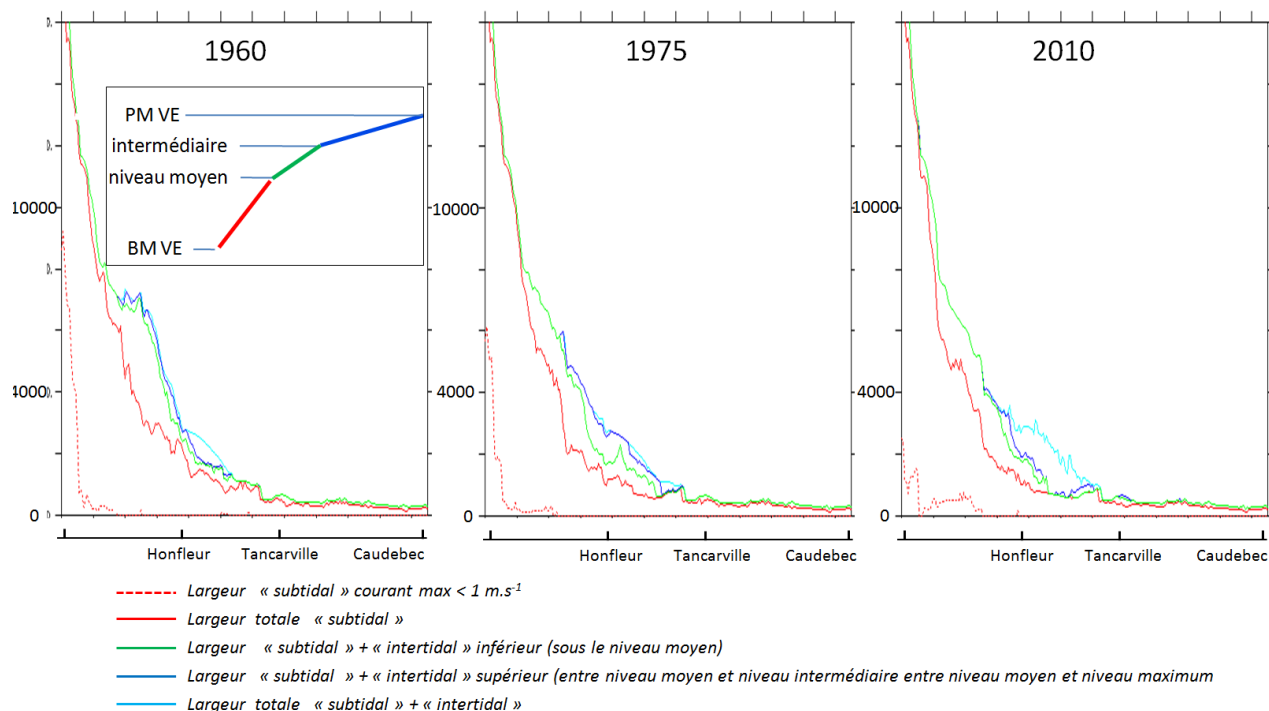 1960
1975
2010
PM VE
intermédiaire
niveau moyen
BM VE
10000
4000
0
10000
4000
0
10000
4000
0
Honfleur Tancarville Caudebec
Honfleur Tancarville Caudebec
Honfleur Tancarville Caudebec
Largeur « subtidal » courant max < 1 m.s-1
Largeur totale « subtidal »
Largeur « subtidal » + « intertidal » inférieur (sous le niveau moyen)
Largeur « subtidal » + « intertidal » supérieur (entre niveau moyen et niveau intermédiaire entre niveau moyen et niveau maximum
Largeur totale « subtidal » + « intertidal »